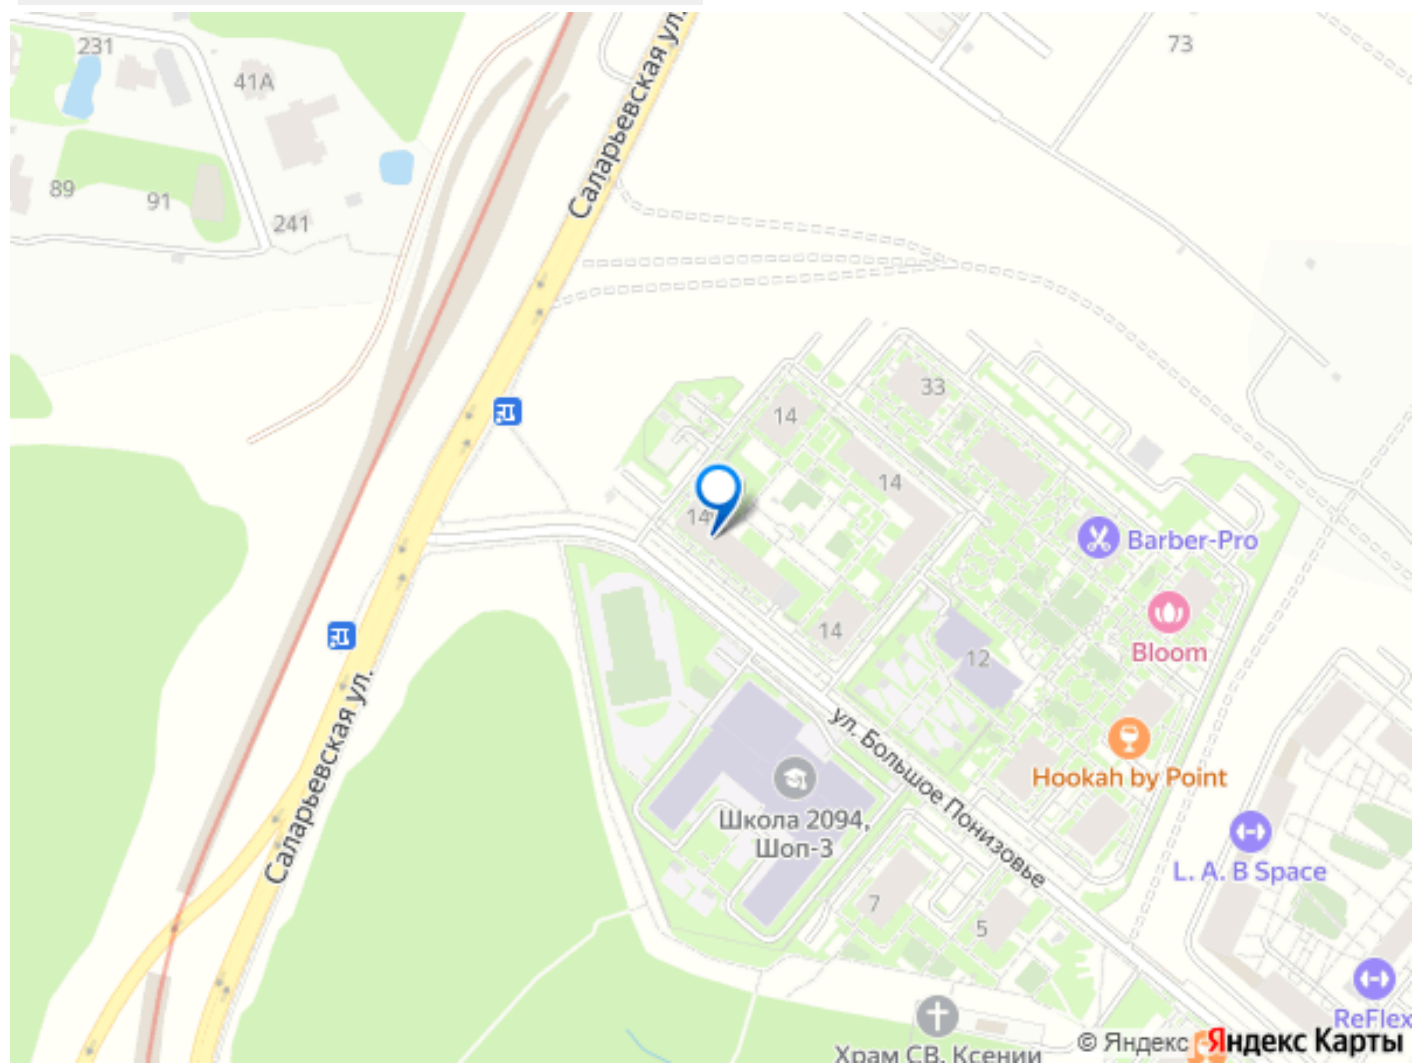 231
73
41А
Саларьевская ул.
89
91
241
33
14
14
14
Barber-Pro
Bloom
14
12
ул. Большое Понизовье
Саларьевская ул.
Hookah by Point
Школа 2094,
Шоп-3
L. A. B Space
7
5
ReFlex
Храм СВ. Ксении
© Яндекс Яндекс Карты